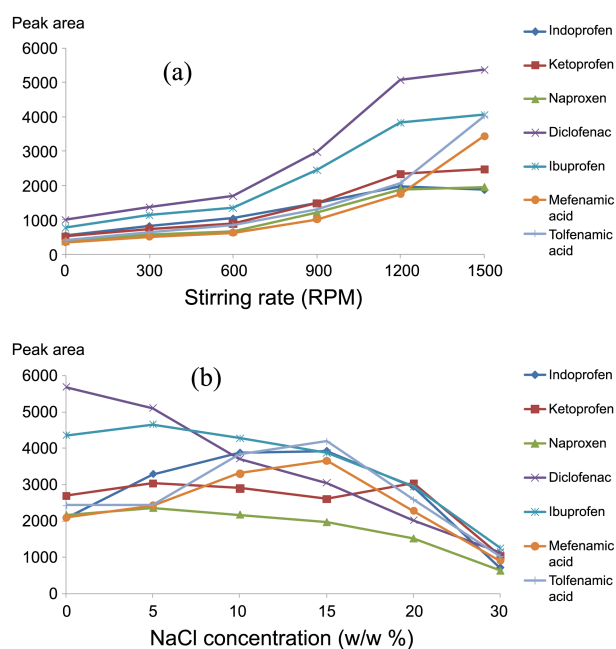 Peak area
(a)
6000
5000
4000
3000
2000
1000
0
0 300 600 900 1200 1500
Stirring rate (RPM)
Indoprofen
Ketoprofen
Naproxen
Diclofenac
Ibuprofen
Mefenamic
acid
Tolfenamic
acid
Peak area
(b)
6000
5000
4000
3000
2000
1000
0
0 5 10 15 20 30
NaCl concentration (w/w %)
Indoprofen
Ketoprofen
Naproxen
Diclofenac
Ibuprofen
Mefenamic
acid
Tolfenamic
acid